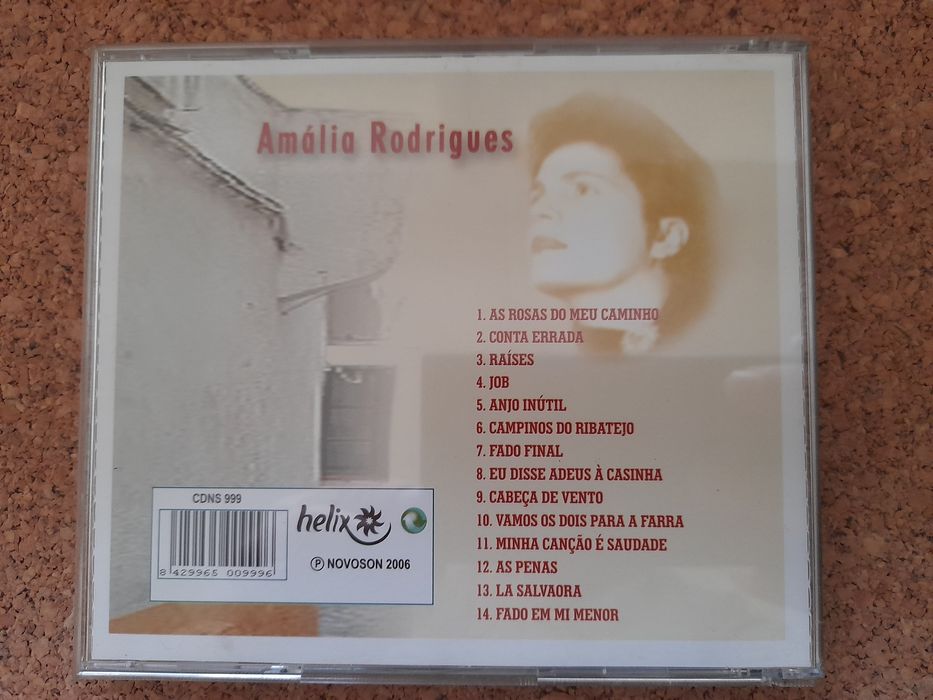 Amália Rodrigues
1. AS ROSAS DO MEU CAMINHO
2. CONTA ERRADA
3. RAÍSES
4. JOB
5. ANJO INÚTIL
6. CAMPINOS DO RIBATEJO
7. FADO FINAL
8. EU DISSE ADEUS À CASINHA
9. CABEÇA DE VENTO
10. VAMOS OS DOIS PARA A FARRA
11. MINHA CANÇÃO É SAUDADE
12. AS PENAS
13. LA SALVAORA
14. FADO EM MI MENOR
CDNS 999
8 429965 009996
helix
℗ NOVOSON 2006